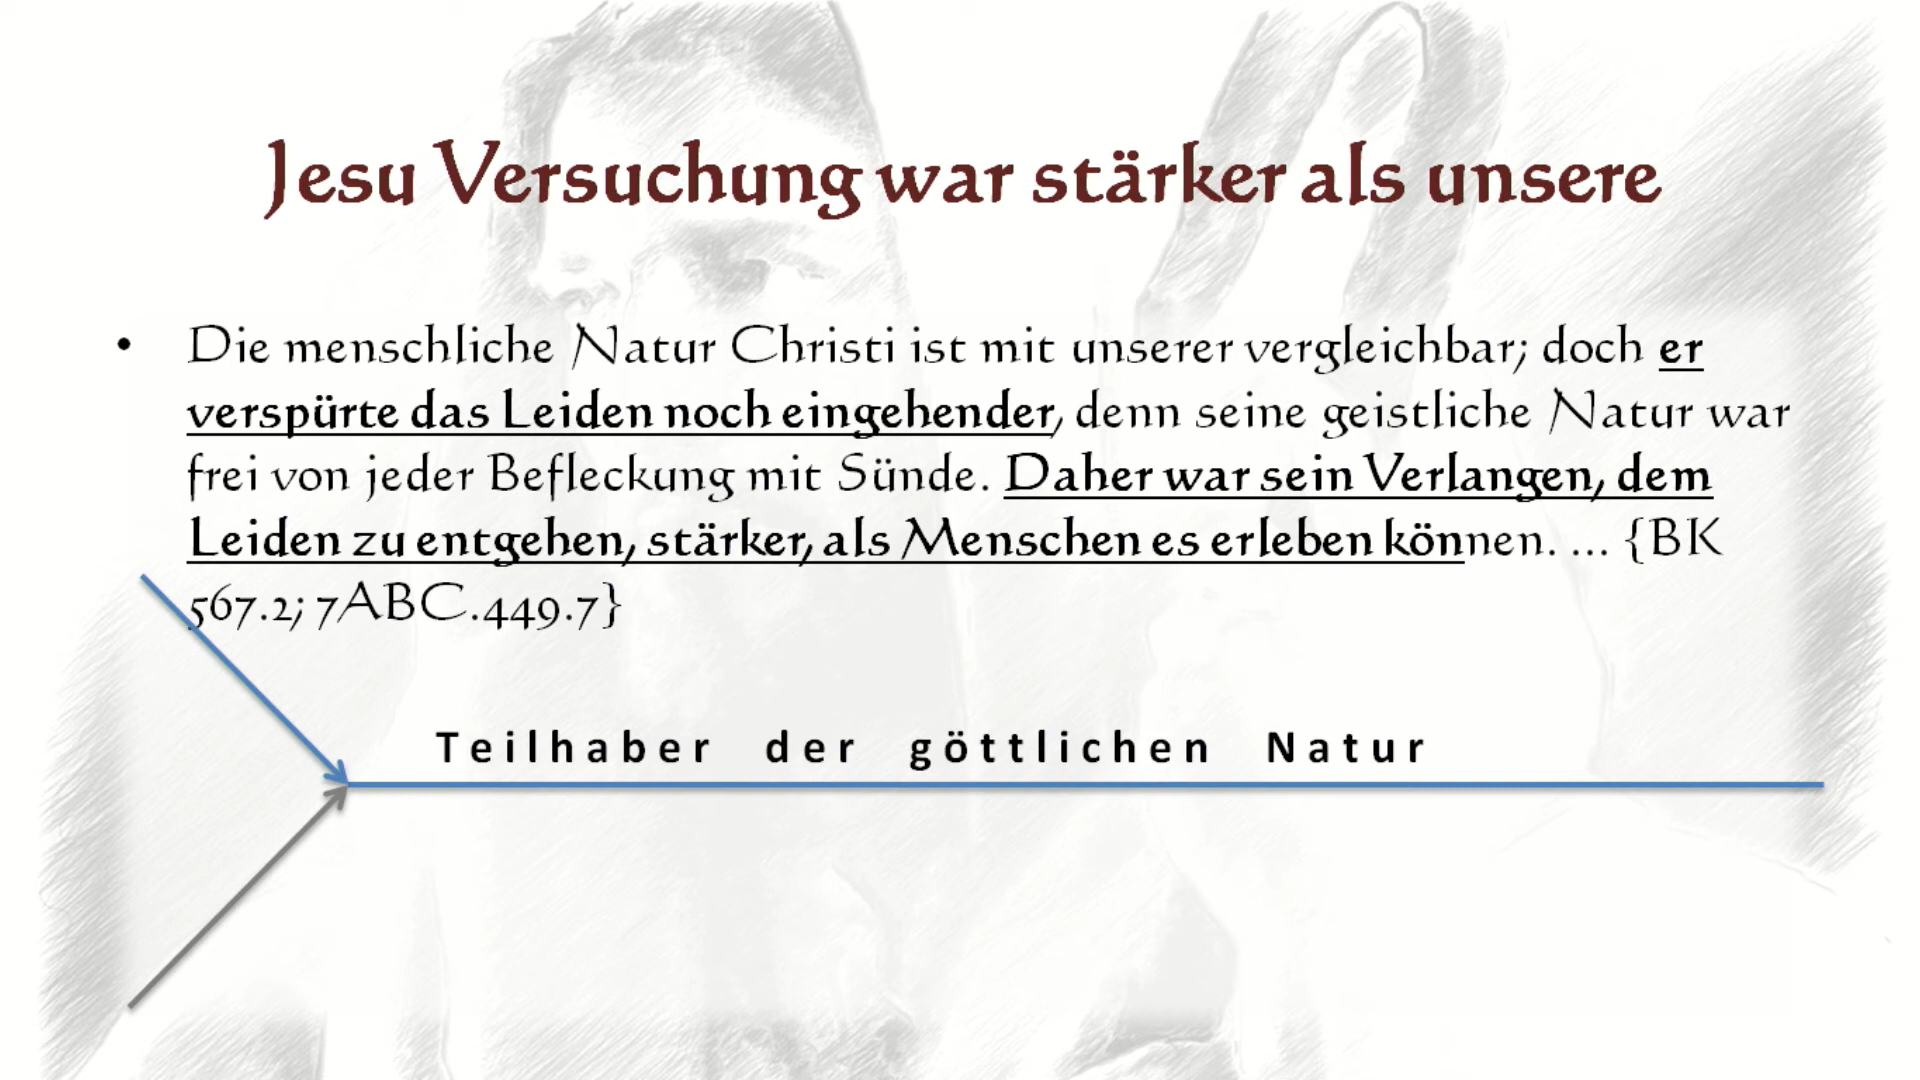 Jesu Versuchung war stärker als unsere
• Die menschliche Natur Christi ist mit unserer vergleichbar; doch er
verspürte das Leiden noch eingehender, denn seine geistliche Natur war
frei von jeder Befleckung mit Sünde. Daher war sein Verlangen, dem
Leiden zu entgehen, stärker, als Menschen es erleben können. ... {BK
567.2; 7ABC.449.7}
Teilhaber der göttlichen Natur